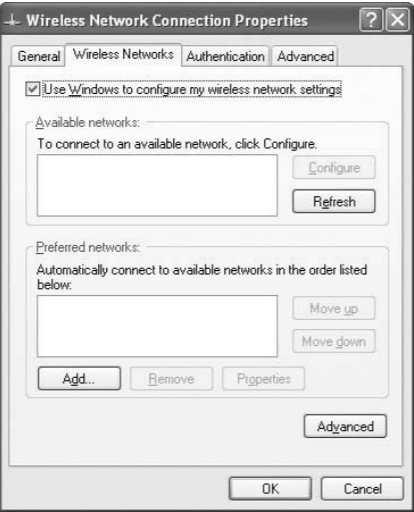 Wireless Network Connection Properties
General Wireless Networks Authentication Advanced
Use Windows to configure my wireless network settings
Available networks:
To connect to an available network, click Configure.
Configure
Refresh
Preferred networks:
Automatically connect to available networks in the order listed
below:
Move up
Move down
Add... Remove Properties
Advanced
OK Cancel